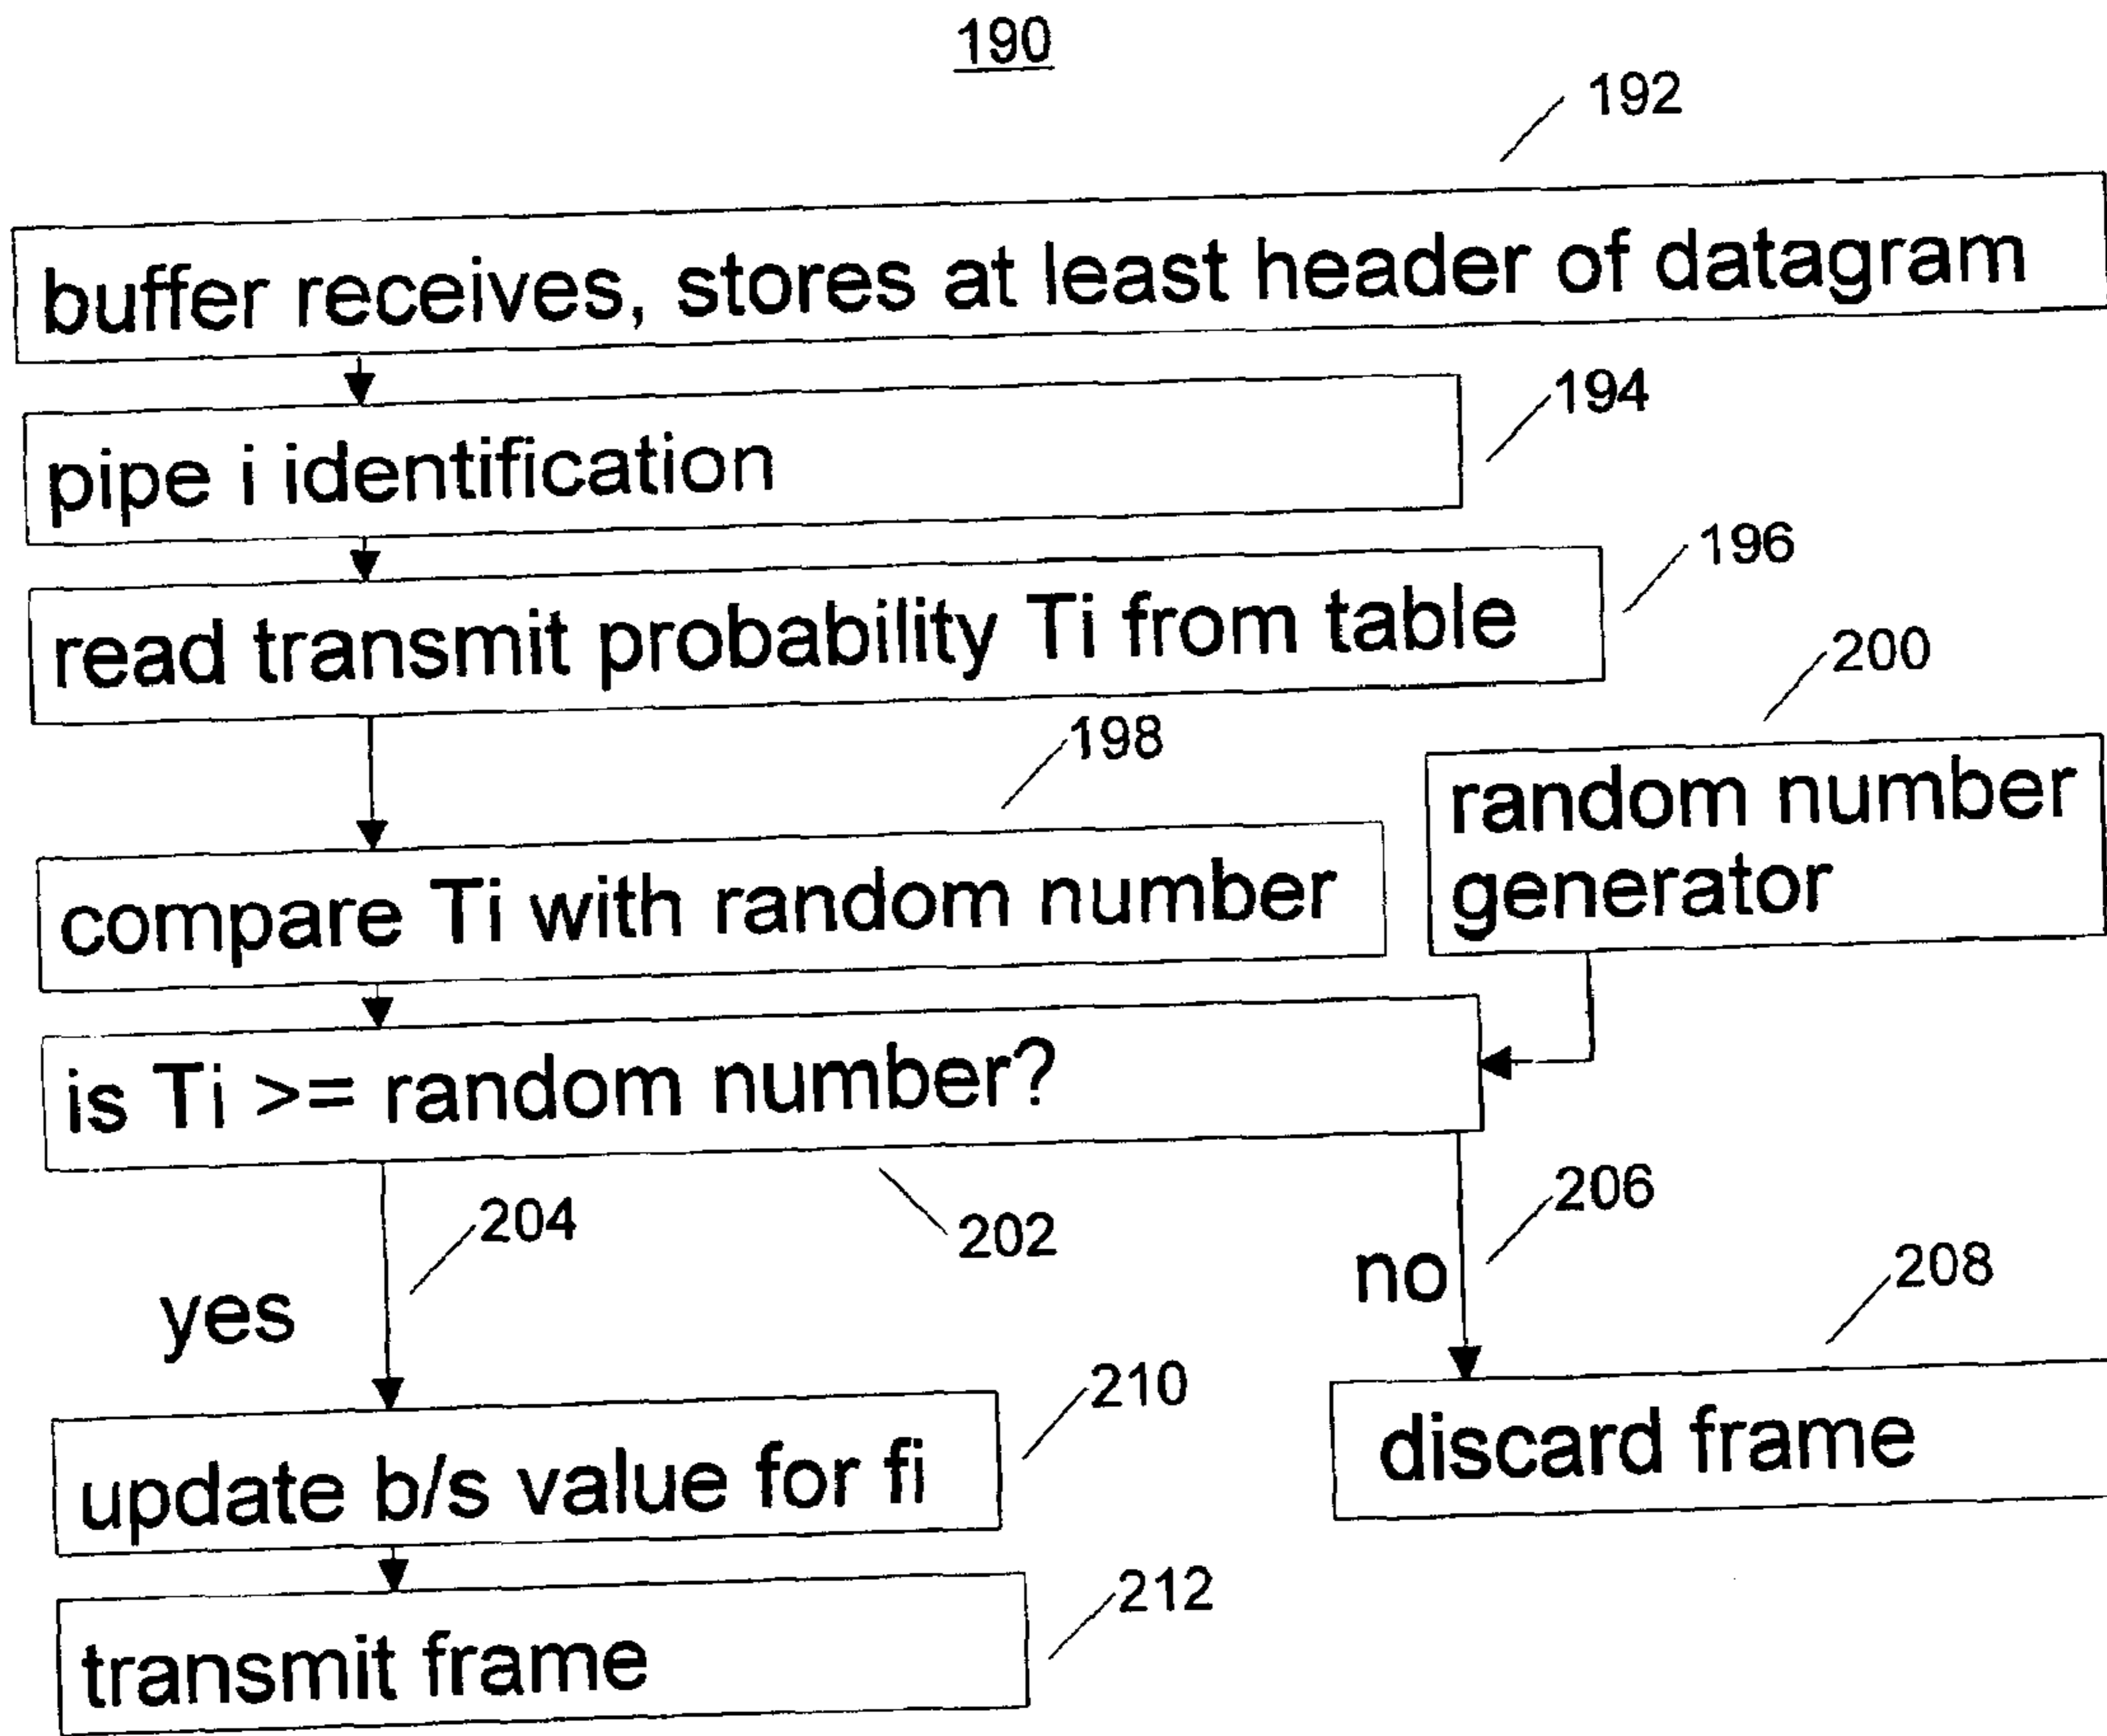 190
192
buffer receives, stores at least header of datagram
194
pipe i identification
196
read transmit probability Ti from table
200
198
random number
generator
compare Ti with random number
is Ti >= random number?
204
202
206
yes
no
208
210
update b/s value for fi
discard frame
212
transmit frame